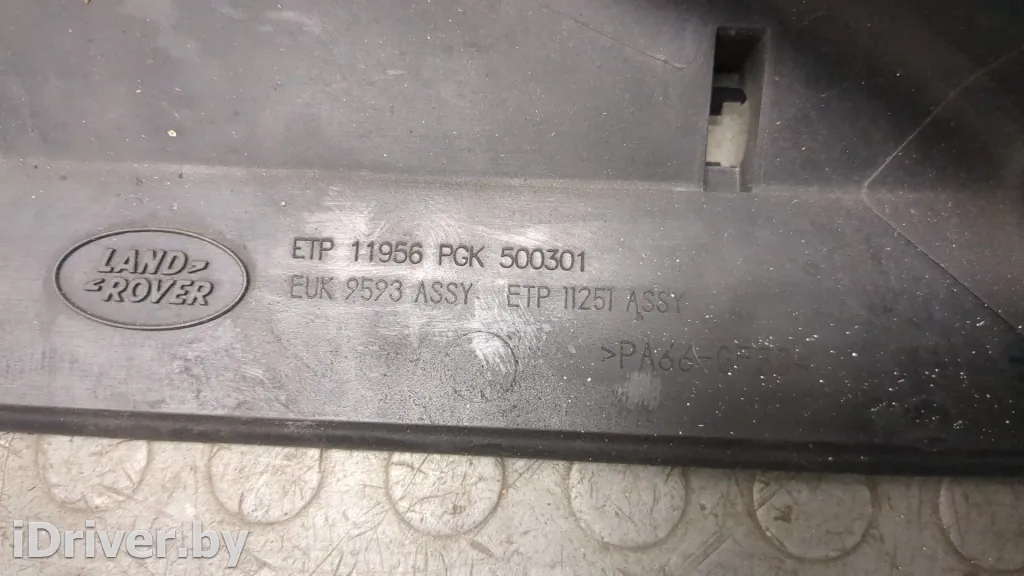 LAND
ROVER
ETP 11956 PGK 500301
EUK 9593 ASSY ETP 11251 ASSY
iDriver.by